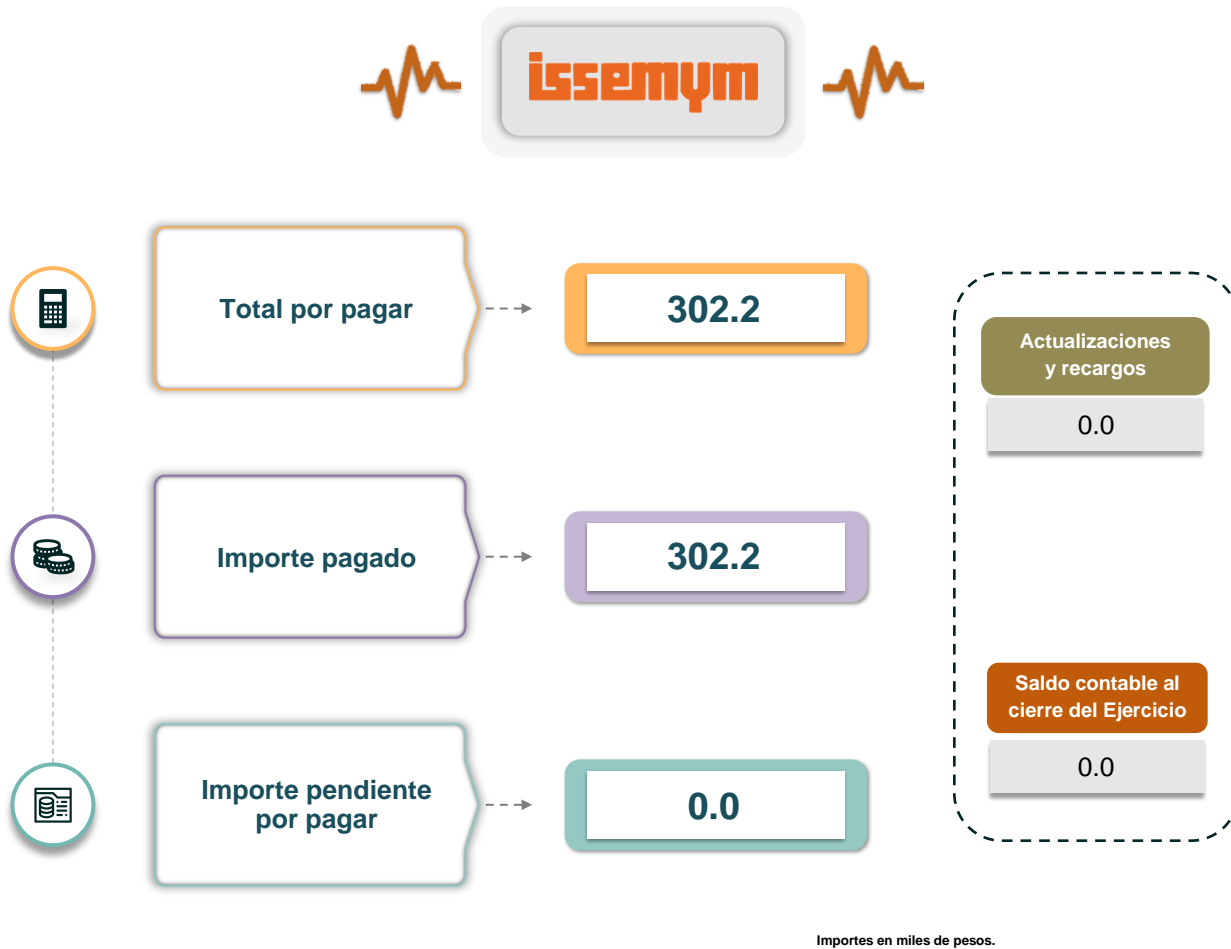 issemym
Total por pagar
302.2
Actualizaciones
y recargos
0.0
Importe pagado
302.2
Saldo contable al
cierre del Ejercicio
0.0
Importe pendiente
por pagar
0.0
Importes en miles de pesos.